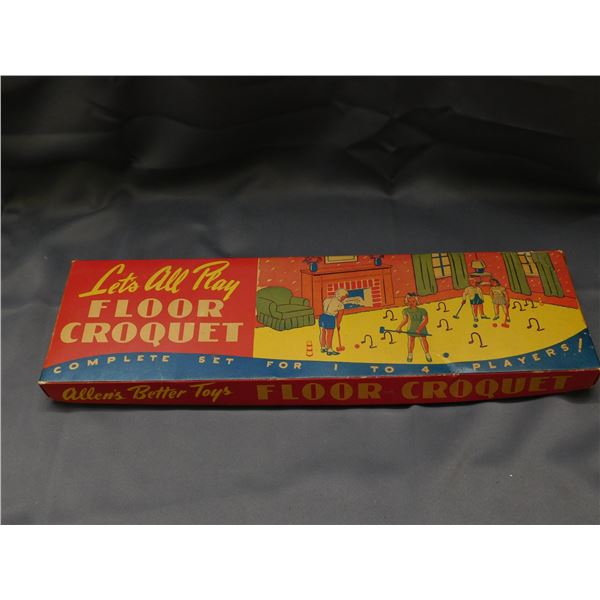 Let's All Play
FLOOR
CROQUET
COMPLETE SET FOR 1 TO 4 PLAYERS!
Allen's Better Toys FLOOR CROQUET